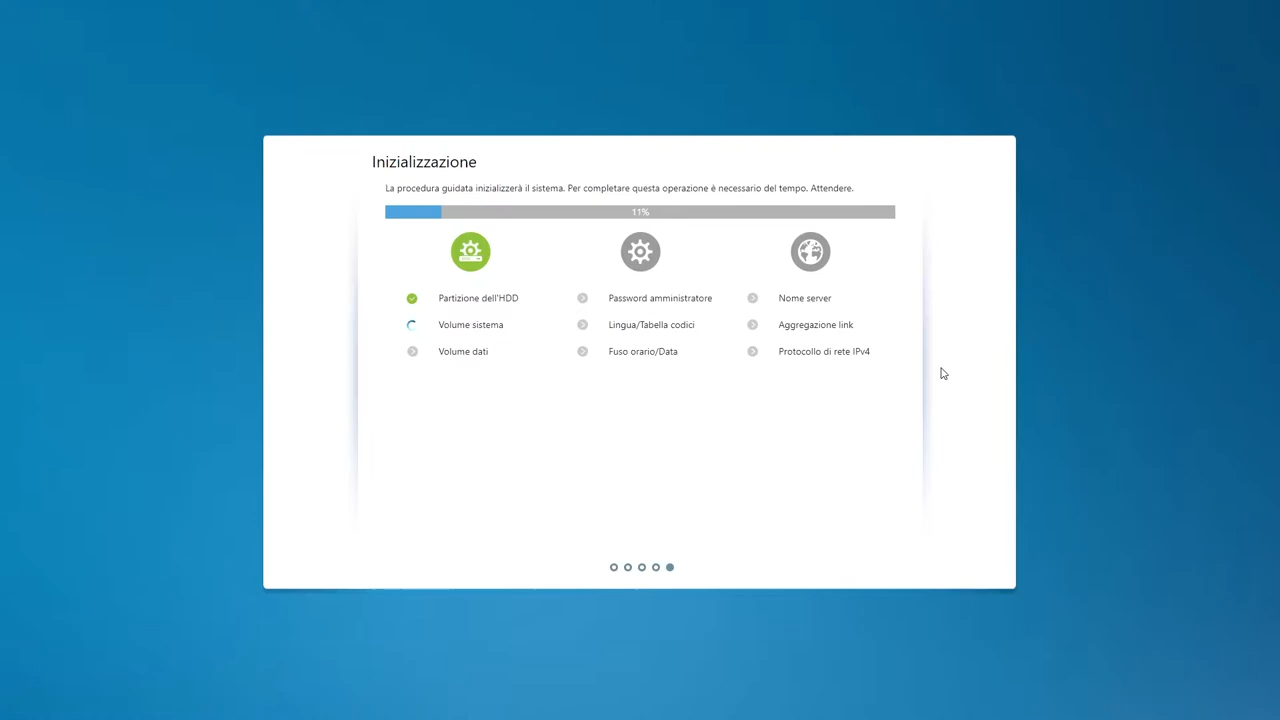 Inizializzazione
La procedura guidata inizializzerà il sistema. Per completare questa operazione è necessario del tempo. Attendere.
11%
Partizione dell'HDD
Password amministratore
Nome server
Volume sistema
Lingua/Tabella codici
Aggregazione link
Volume dati
Fuso orario/Data
Protocollo di rete IPv4